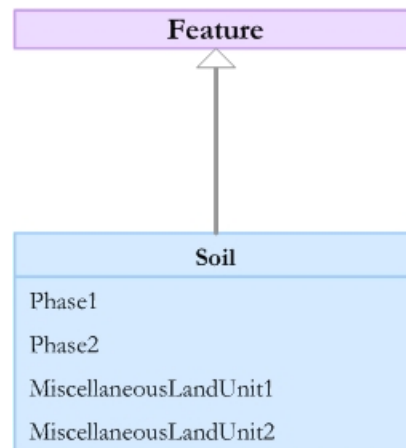 Feature
Soil
Phase1
Phase2
MiscellaneousLandUnit1
MiscellaneousLandUnit2